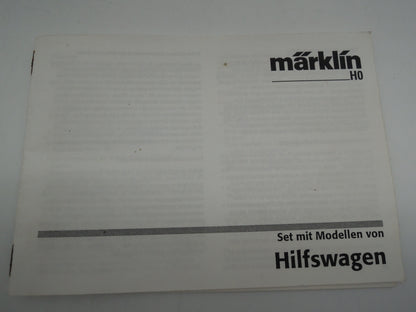 märklin
H0
Set mit Modellen von
Hilfswagen